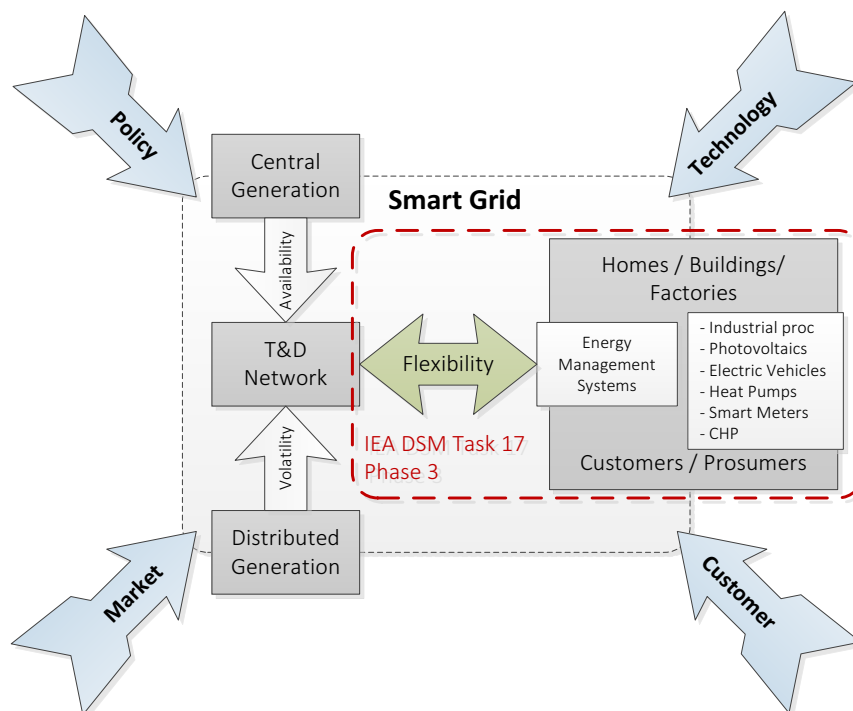 Policy
Technology
Central
Generation
Smart Grid
Availability
Homes / Buildings/
Factories
T&D
Network
Flexibility
Energy
Management
Systems
- Industrial proc
- Photovoltaics
- Electric Vehicles
- Heat Pumps
- Smart Meters
- CHP
IEA DSM Task 17
Phase 3
Customers / Prosumers
Volatility
Distributed
Generation
Market
Customer